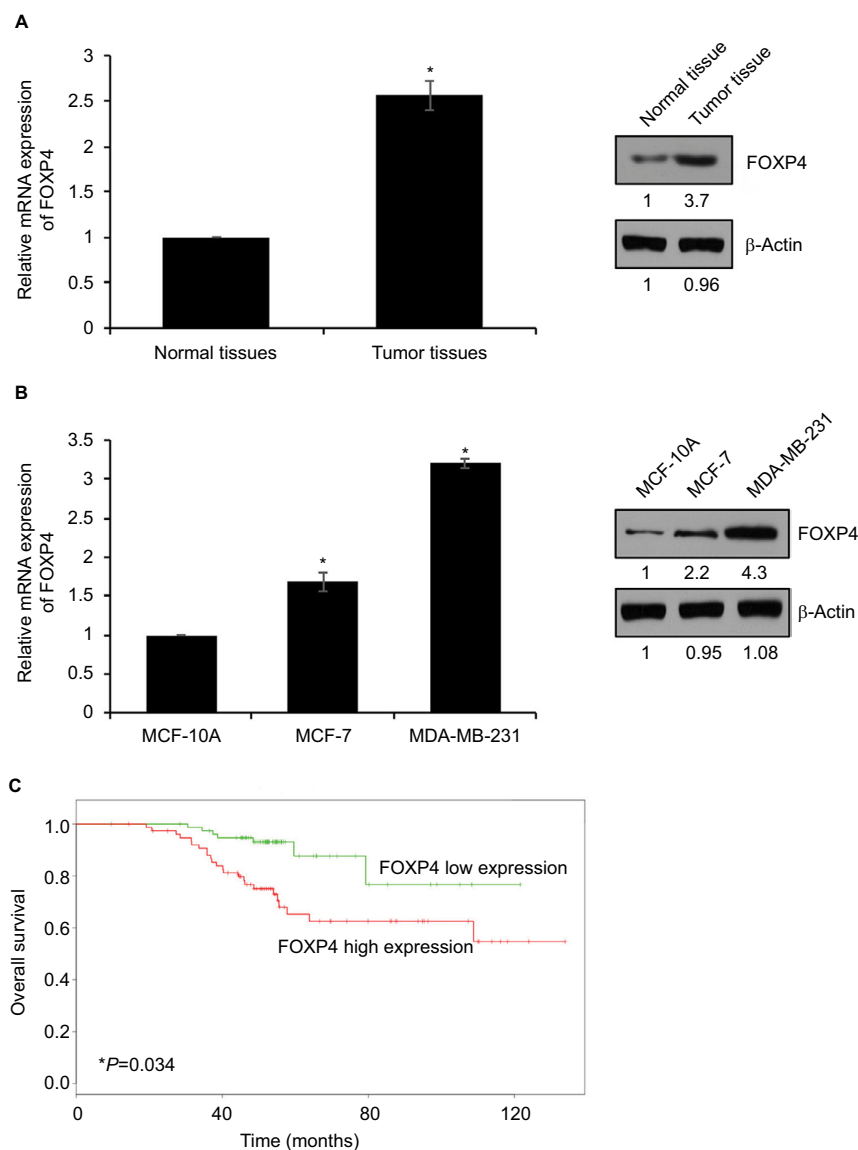 A
Relative mRNA expression
of FOXP4
3
2.5
2
1.5
1
0.5
0
*
Normal tissues
Tumor tissues
Normal tissue
Tumor tissue
FOXP4
1 3.7
β-Actin
1 0.96
B
Relative mRNA expression
of FOXP4
3.5
3
2.5
2
1.5
1
0.5
0
*
*
MCF-10A
MCF-7
MDA-MB-231
MCF-10A
MCF-7
MDA-MB-231
FOXP4
1 2.2 4.3
β-Actin
1 0.95 1.08
C
Overall survival
1.0
0.8
0.6
0.4
0.2
0.0
FOXP4 low expression
FOXP4 high expression
*P=0.034
0 40 80 120
Time (months)